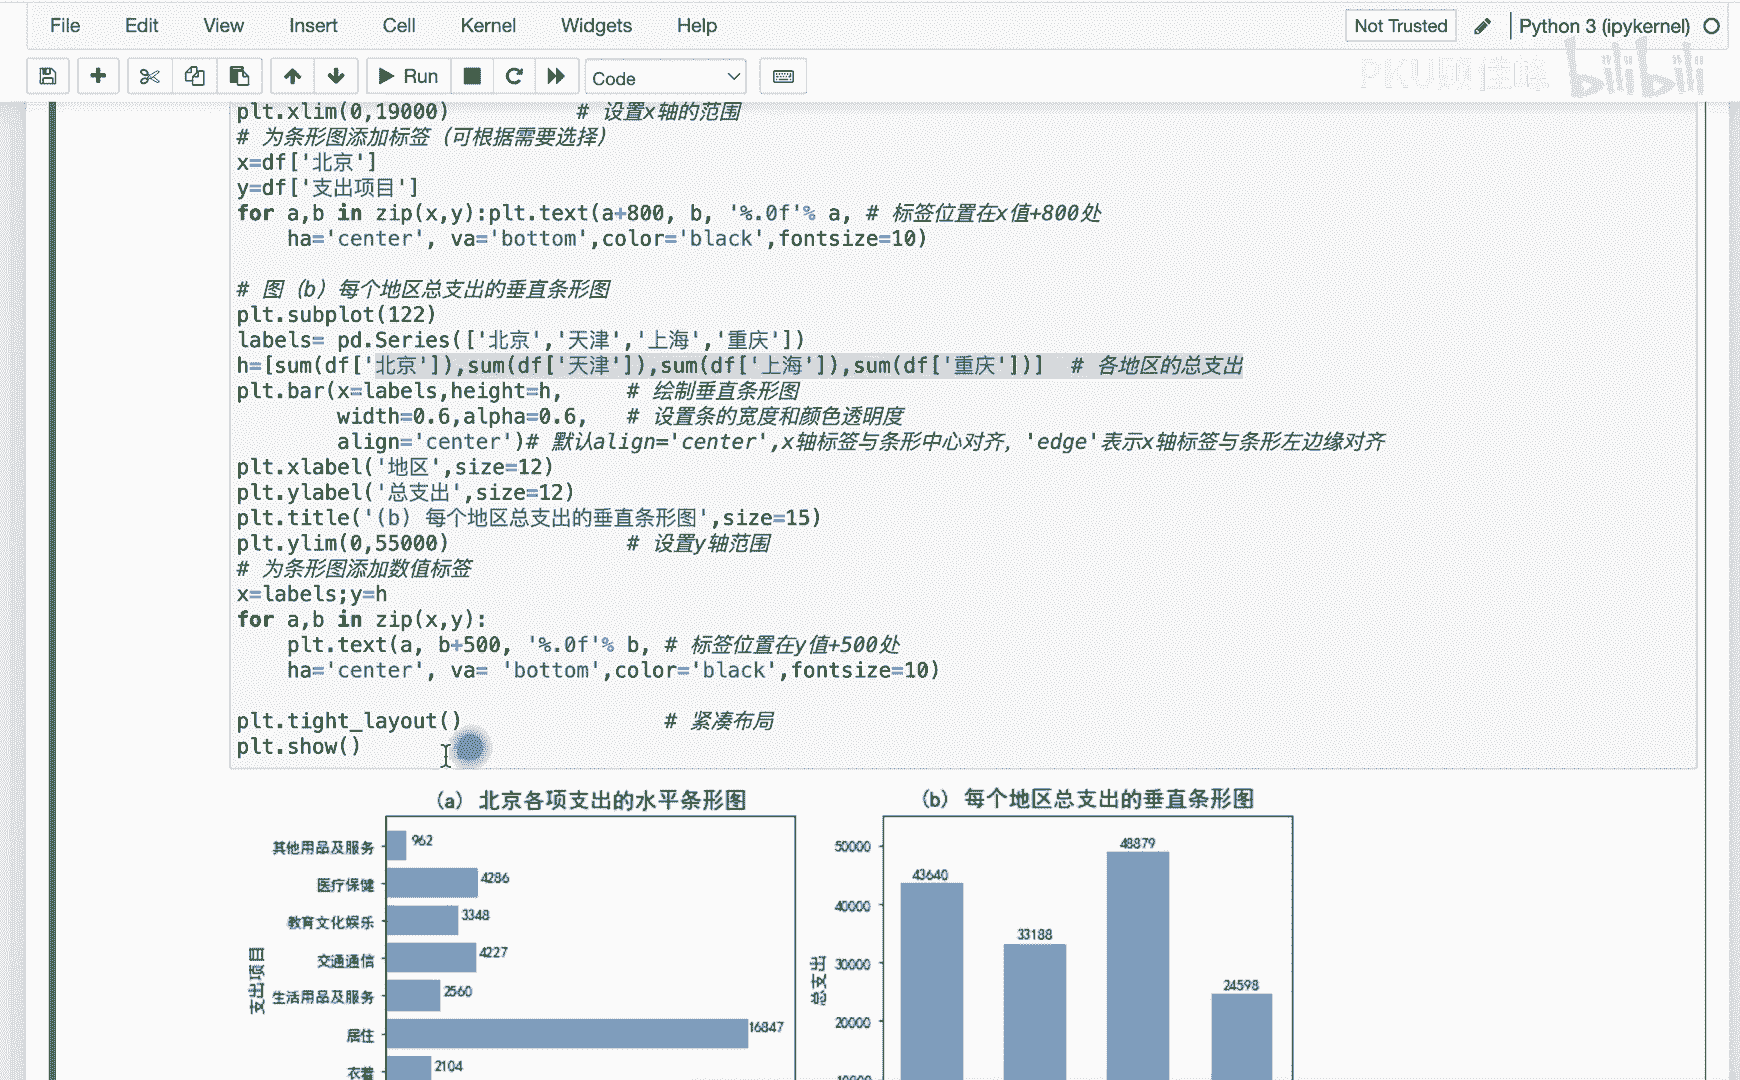 File Edit View Insert Cell Kernel Widgets Help Not Trusted Python 3 (ipykernel)
Run Code
PKU顾佳峰 bilibili
plt.xlim(0,19000) # 设置x轴的范围
# 为条形图添加标签（可根据需要选择）
x=df['北京']
y=df['支出项目']
for a,b in zip(x,y):plt.text(a+800, b, '%.0f'% a, # 标签位置在x值+800处
ha='center', va='bottom',color='black',fontsize=10)
# 图（b）每个地区总支出的垂直条形图
plt.subplot(122)
labels= pd.Series(['北京','天津','上海','重庆'])
h=[sum(df['北京']),sum(df['天津']),sum(df['上海']),sum(df['重庆'])] # 各地区的总支出
plt.bar(x=labels,height=h, # 绘制垂直条形图
width=0.6,alpha=0.6, # 设置条的宽度和颜色透明度
align='center')# 默认align='center',x轴标签与条形中心对齐，'edge'表示x轴标签与条形左边缘对齐
plt.xlabel('地区',size=12)
plt.ylabel('总支出',size=12)
plt.title('(b) 每个地区总支出的垂直条形图',size=15)
plt.ylim(0,55000) # 设置y轴范围
# 为条形图添加数值标签
x=labels;y=h
for a,b in zip(x,y):
plt.text(a, b+500, '%.0f'% b, # 标签位置在y值+500处
ha='center', va= 'bottom',color='black',fontsize=10)
plt.tight_layout() # 紧凑布局
plt.show()
(a) 北京各项支出的水平条形图
支出项目
其他用品及服务 962
医疗保健 4286
教育文化娱乐 3348
交通通信 4227
生活用品及服务 2560
居住 16847
衣着 2104
(b) 每个地区总支出的垂直条形图
总支出
50000
40000
30000
20000
43640
33188
48879
24598